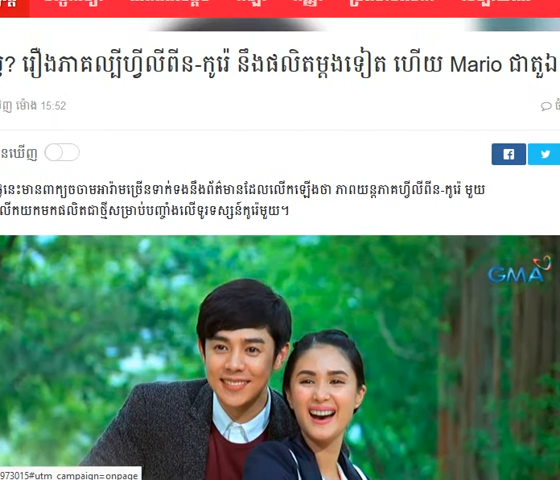 ? រឿងភាគល្បីហ្វីលីពីន-កូរ៉េ នឹងផលិតម្ដងទៀត ហើយ Mario ជាតួឯ
ម៉ោង 15:52
នឃើញ
នេះមានពាក្យចចាមអារ៉ាមច្រើនទាក់ទងនឹងព័ត៌មានដែលលើកឡើងថា ភាពយន្តភាគហ្វីលីពីន-កូរ៉េ មួយ
លើកយកមកផលិតជាថ្មីសម្រាប់បញ្ចាំងលើទូរទស្សន៍កូរ៉េមួយ។
GMA
973015#utm_campaign=onpage